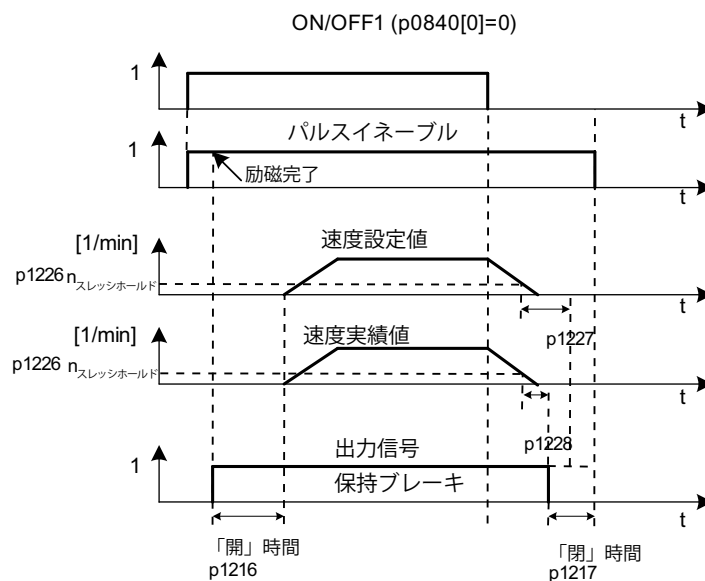 ON/OFF1 (p0840[0]=0)
1
t
パルスイネーブル
1
励磁完了
t
[1/min]
速度設定値
p1226 nスレッシホールド
t
p1227
[1/min]
速度実績値
p1226 nスレッシホールド
t
p1228
出力信号
1
保持ブレーキ
t
「開」時間
p1216
「閉」時間
p1217